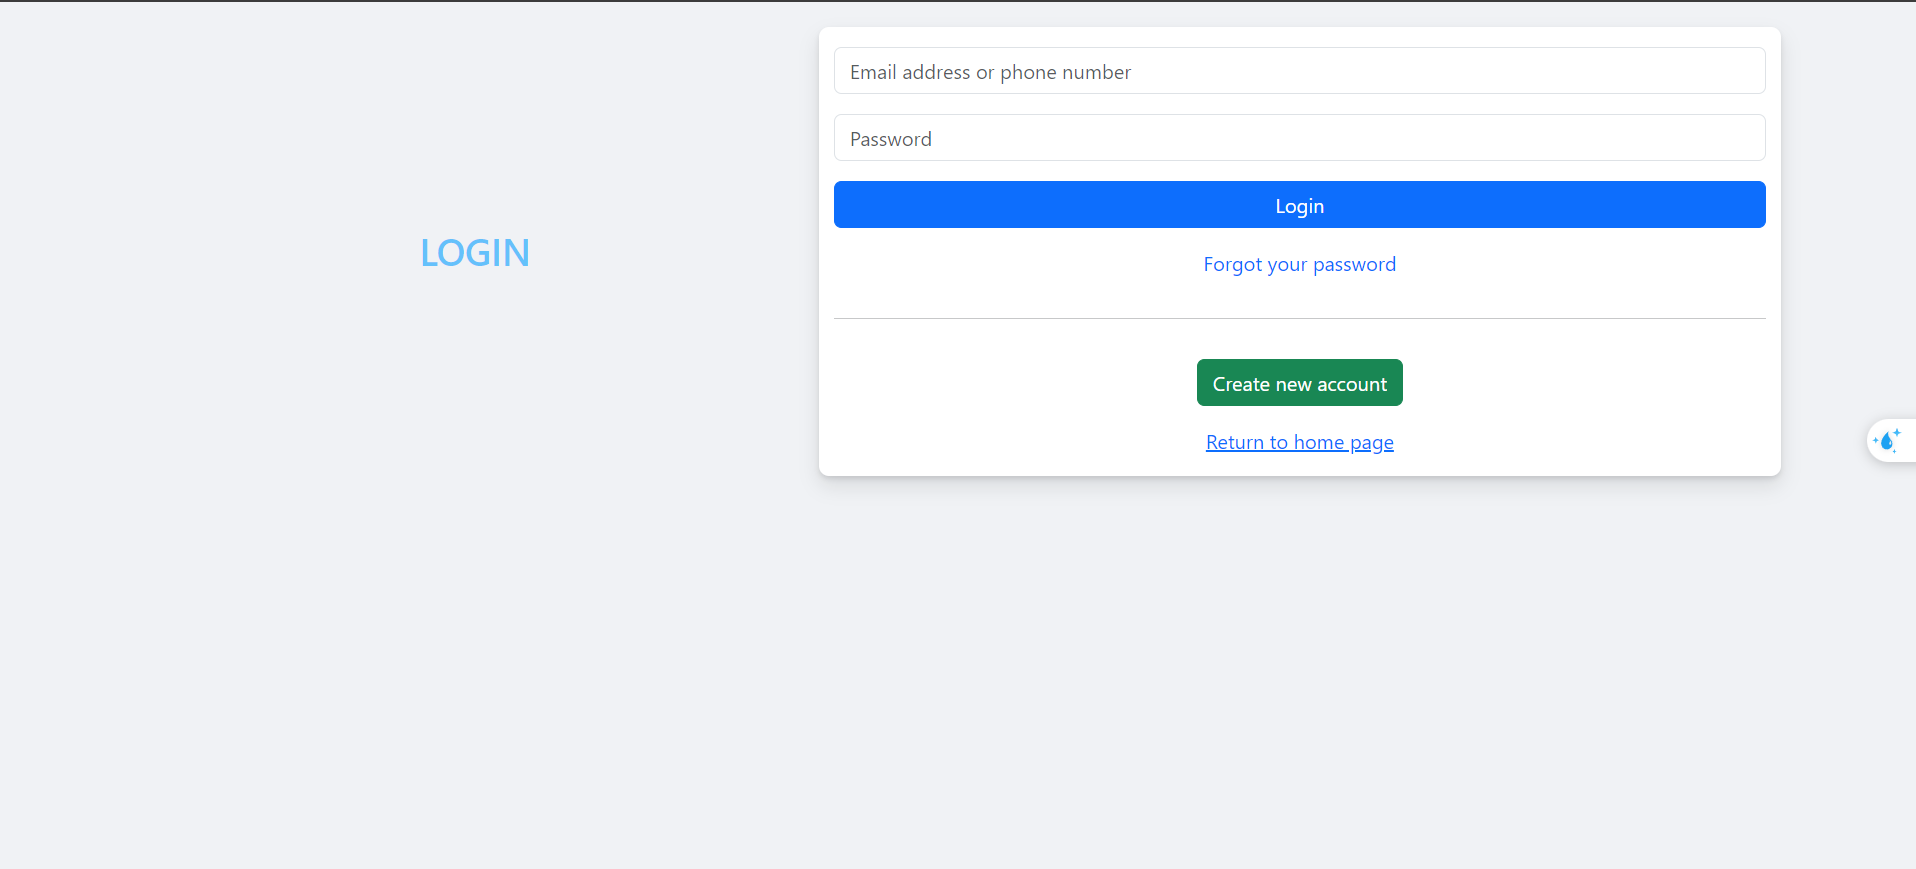 LOGIN
Email address or phone number
Password
Login
Forgot your password
Create new account
Return to home page